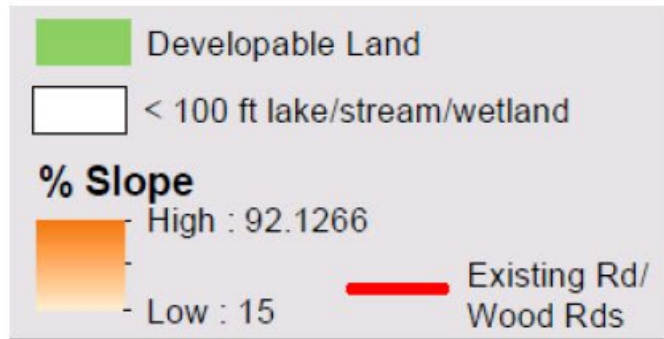 Developable Land
< 100 ft lake/stream/wetland
% Slope
High : 92.1266
Low : 15
Existing Rd/
Wood Rds